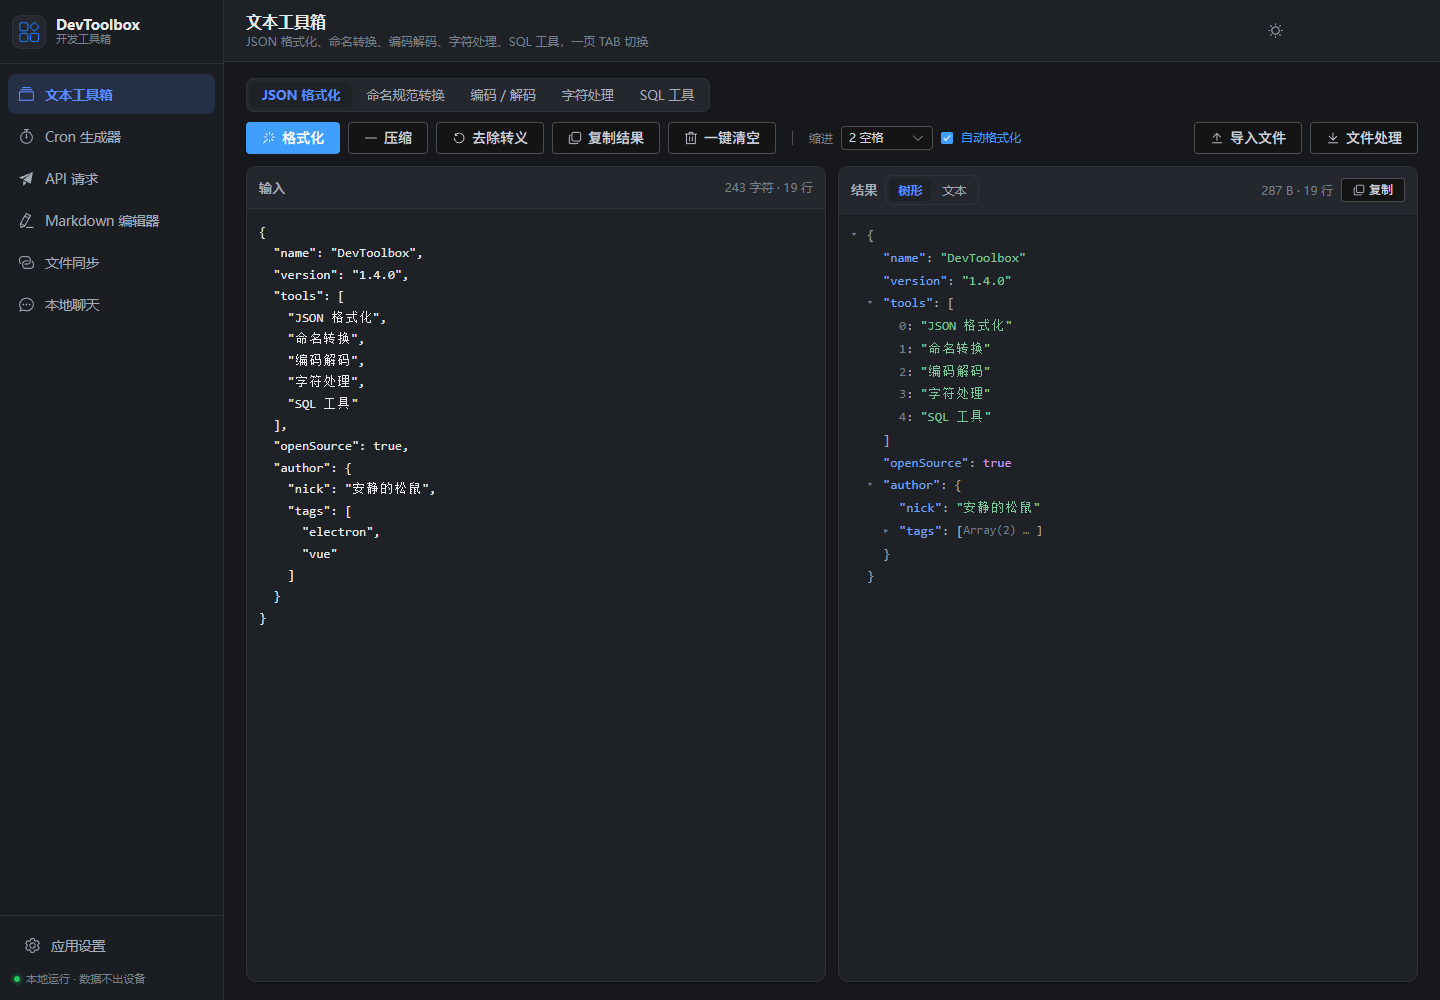 DevToolbox
开发工具箱
文本工具箱
Cron 生成器
API 请求
Markdown 编辑器
文件同步
本地聊天
应用设置
本地运行 · 数据不出设备
文本工具箱
JSON 格式化、命名转换、编码解码、字符处理、SQL 工具，一页 TAB 切换
JSON 格式化 命名规范转换 编码 / 解码 字符处理 SQL 工具
格式化 压缩 去除转义 复制结果 一键清空 缩进 2 空格 自动格式化 导入文件 文件处理
输入 243 字符 · 19 行
{
  "name": "DevToolbox",
  "version": "1.4.0",
  "tools": [
    "JSON 格式化",
    "命名转换",
    "编码解码",
    "字符处理",
    "SQL 工具"
  ],
  "openSource": true,
  "author": {
    "nick": "安静的松鼠",
    "tags": [
      "electron",
      "vue"
    ]
  }
}
结果 树形 文本 287 B · 19 行 复制
{
"name": "DevToolbox"
"version": "1.4.0"
"tools": [
0: "JSON 格式化"
1: "命名转换"
2: "编码解码"
3: "字符处理"
4: "SQL 工具"
]
"openSource": true
"author": {
"nick": "安静的松鼠"
"tags": [Array(2) … ]
}
}